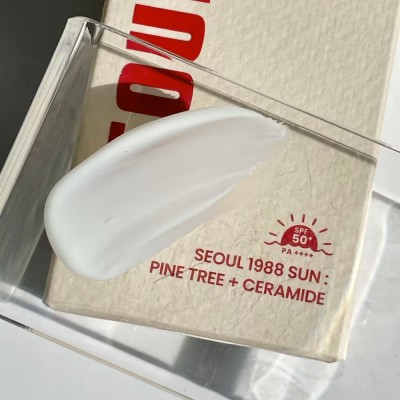 SPF
50+
PA ++++
SEOUL 1988 SUN :
PINE TREE + CERAMIDE